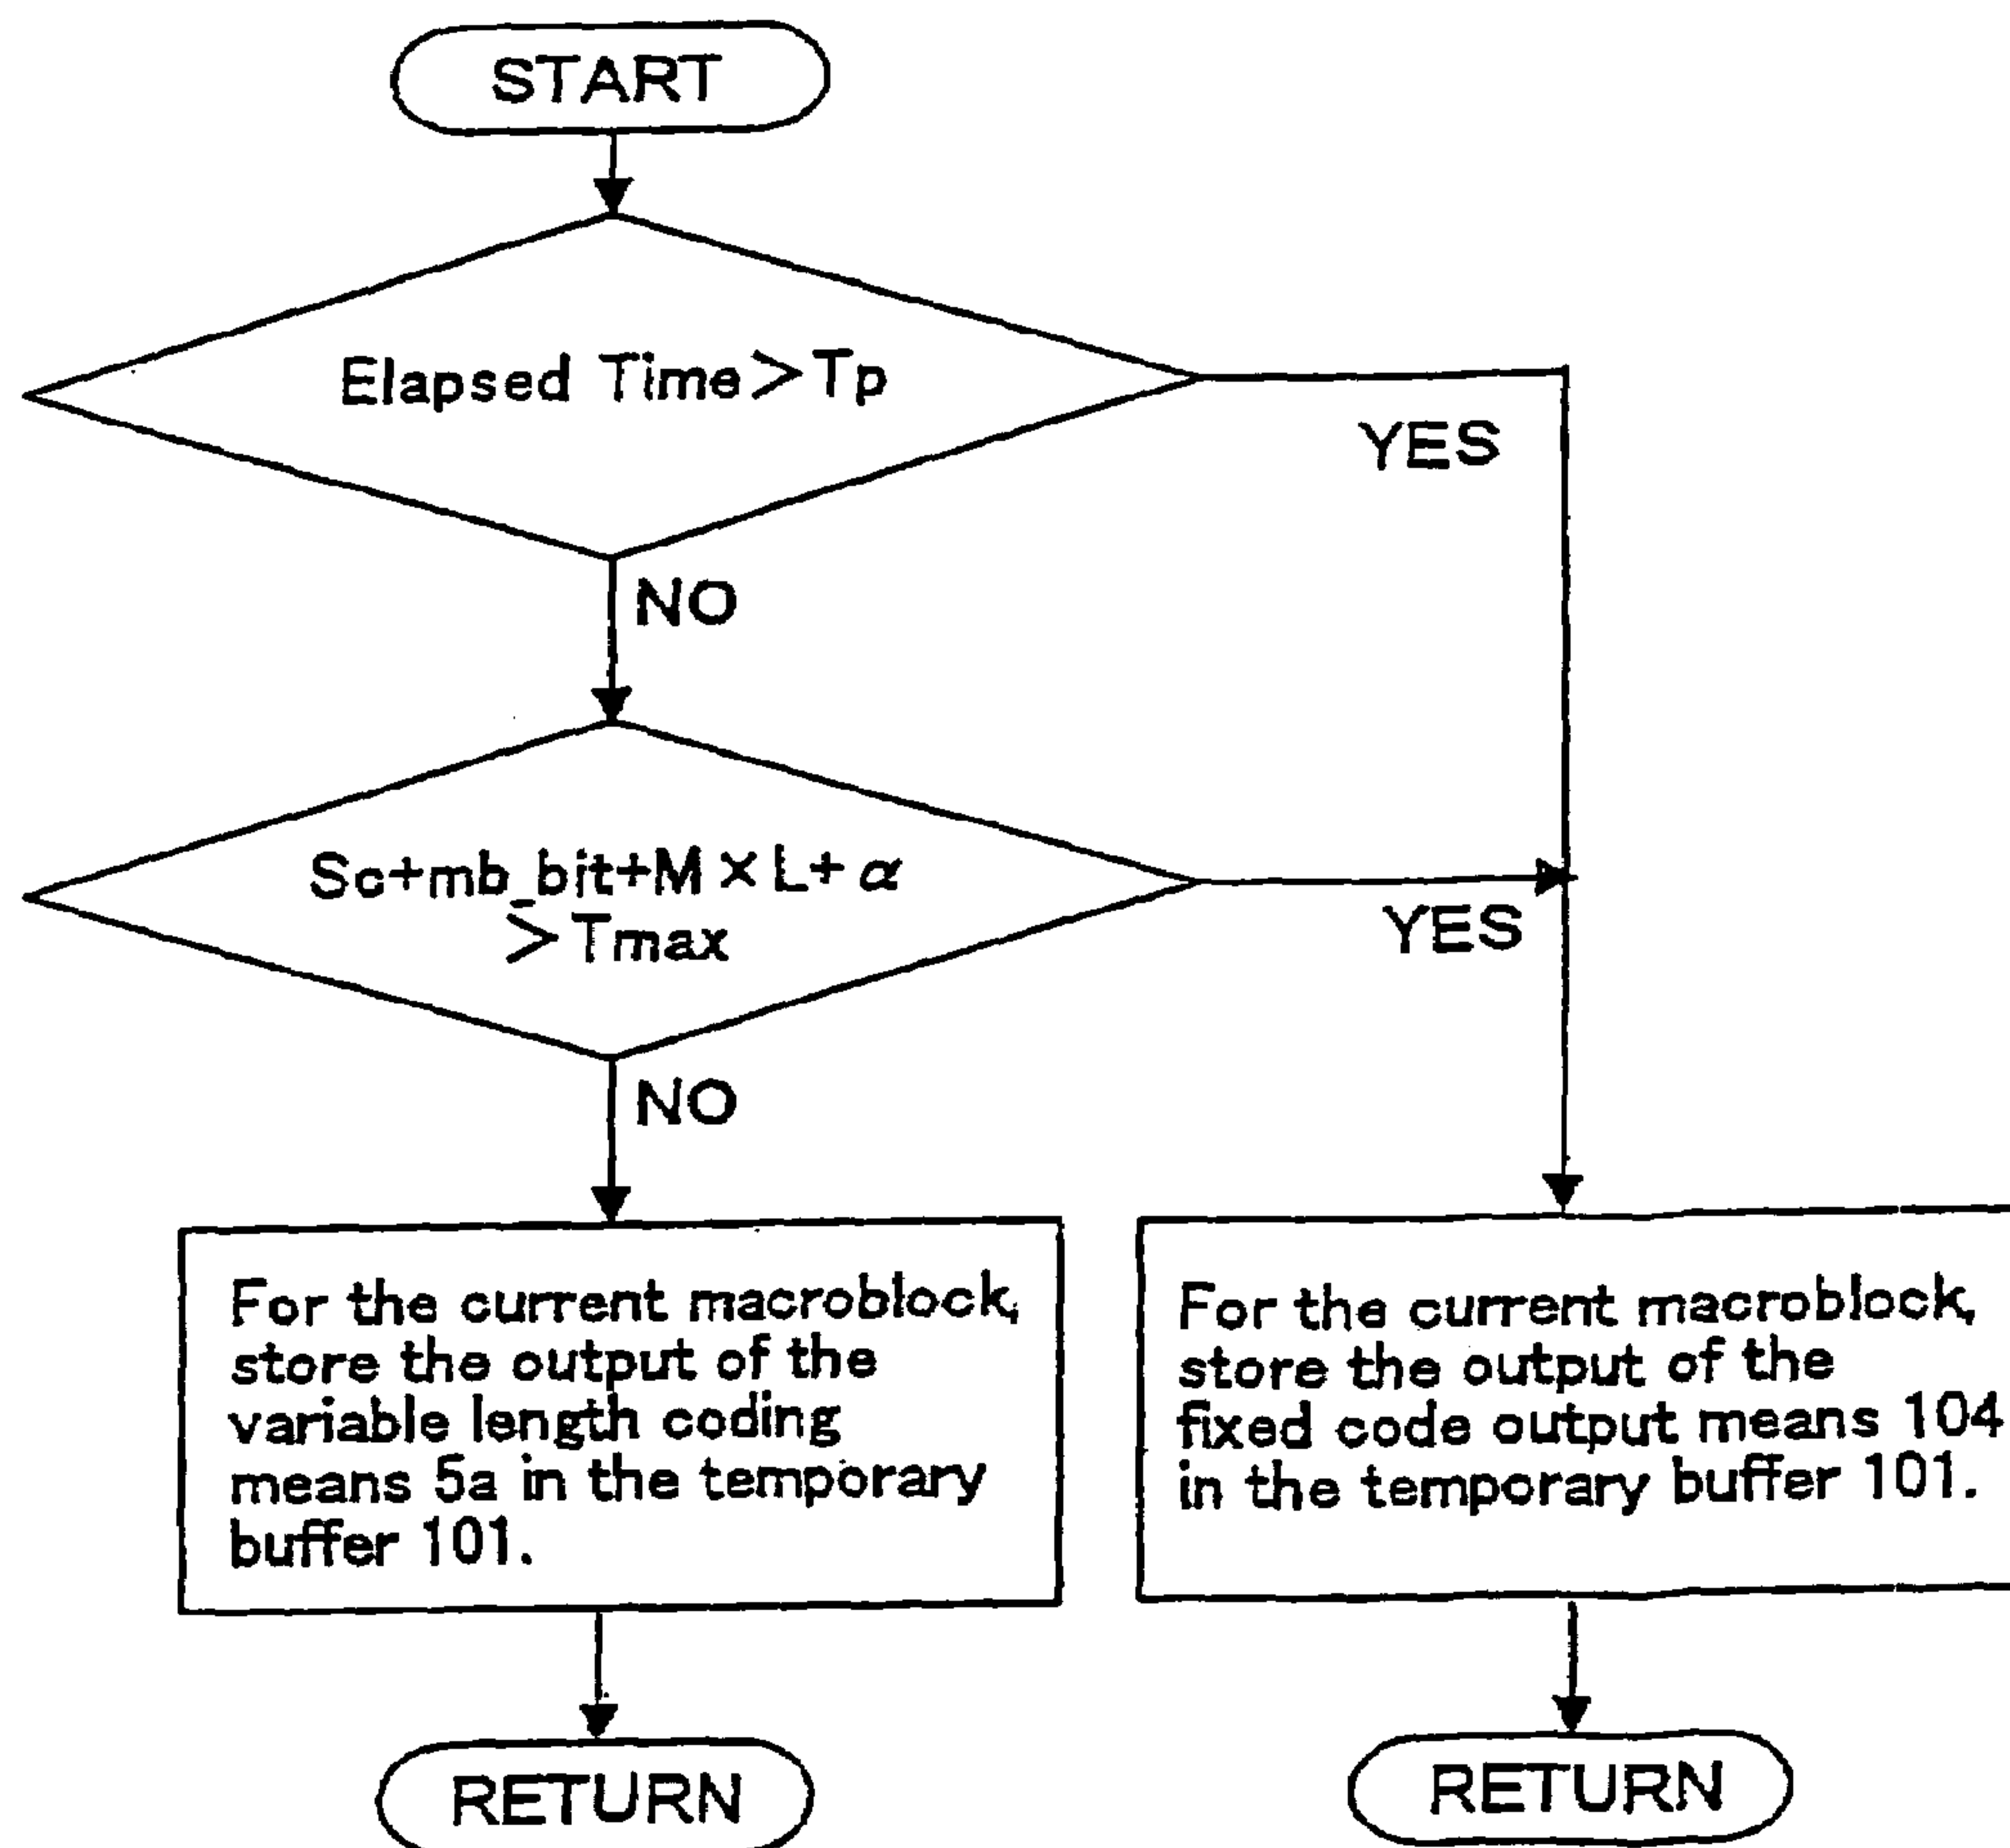 START
Elapsed Time>Tp
YES
NO
Sc+mb_bit+M×L+α
>Tmax
YES
NO
For the current macroblock,
store the output of the
variable length coding
means 5a in the temporary
buffer 101.
For the current macroblock,
store the output of the
fixed code output means 104
in the temporary buffer 101.
RETURN
RETURN